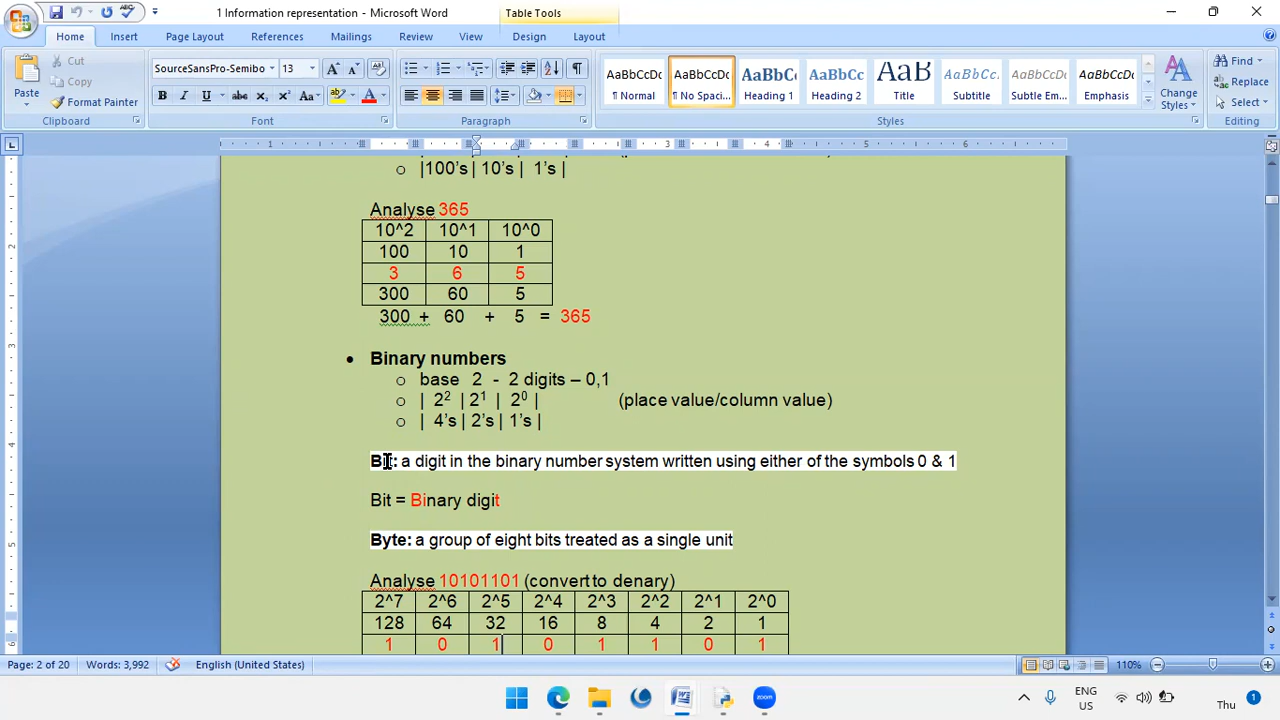 1 Information representation - Microsoft Word
Table Tools
Home Insert Page Layout References Mailings Review View Design Layout
Paste
Cut
Copy
Format Painter
Clipboard
SourceSansPro-Semibo 13
B I U abe X₂ X² Aa A
Font
Paragraph
AaBbCcDc AaBbCcDc AaBbCc AaBbCc AaB AaBbCc AaBbCcDc AaBbCcDc
¶ Normal ¶ No Spaci... Heading 1 Heading 2 Title Subtitle Subtle Em... Emphasis
Styles
Change Styles
Find
Replace
Select
Editing
|100's | 10's | 1's |
Analyse 365
10^2 10^1 10^0
100 10 1
3 6 5
300 60 5
300 + 60 + 5 = 365
• Binary numbers
o base 2 - 2 digits – 0,1
o | 2² | 2¹ | 2⁰ | (place value/column value)
o | 4's | 2's | 1's |
Bit: a digit in the binary number system written using either of the symbols 0 & 1
Bit = Binary digit
Byte: a group of eight bits treated as a single unit
Analyse 10101101 (convert to denary)
2^7 2^6 2^5 2^4 2^3 2^2 2^1 2^0
128 64 32 16 8 4 2 1
1 0 1 0 1 1 0 1
Page: 2 of 20 Words: 3,992 English (United States) 110%
zoom
ENG
US
Thu
1